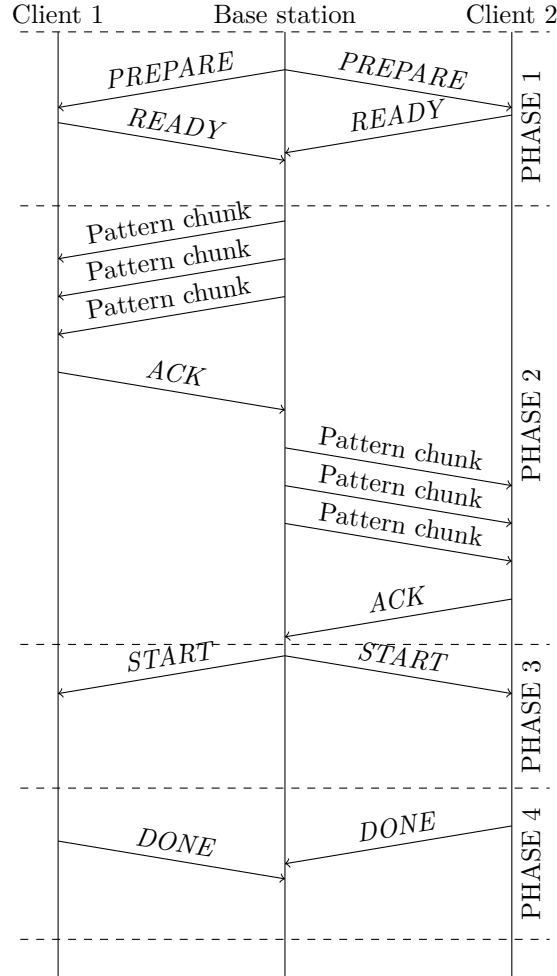 Client 1 Base station Client 2
PREPARE PREPARE
READY READY
PHASE 1
Pattern chunk
Pattern chunk
Pattern chunk
ACK
PHASE 2
Pattern chunk
Pattern chunk
Pattern chunk
ACK
START START
PHASE 3
DONE DONE
PHASE 4